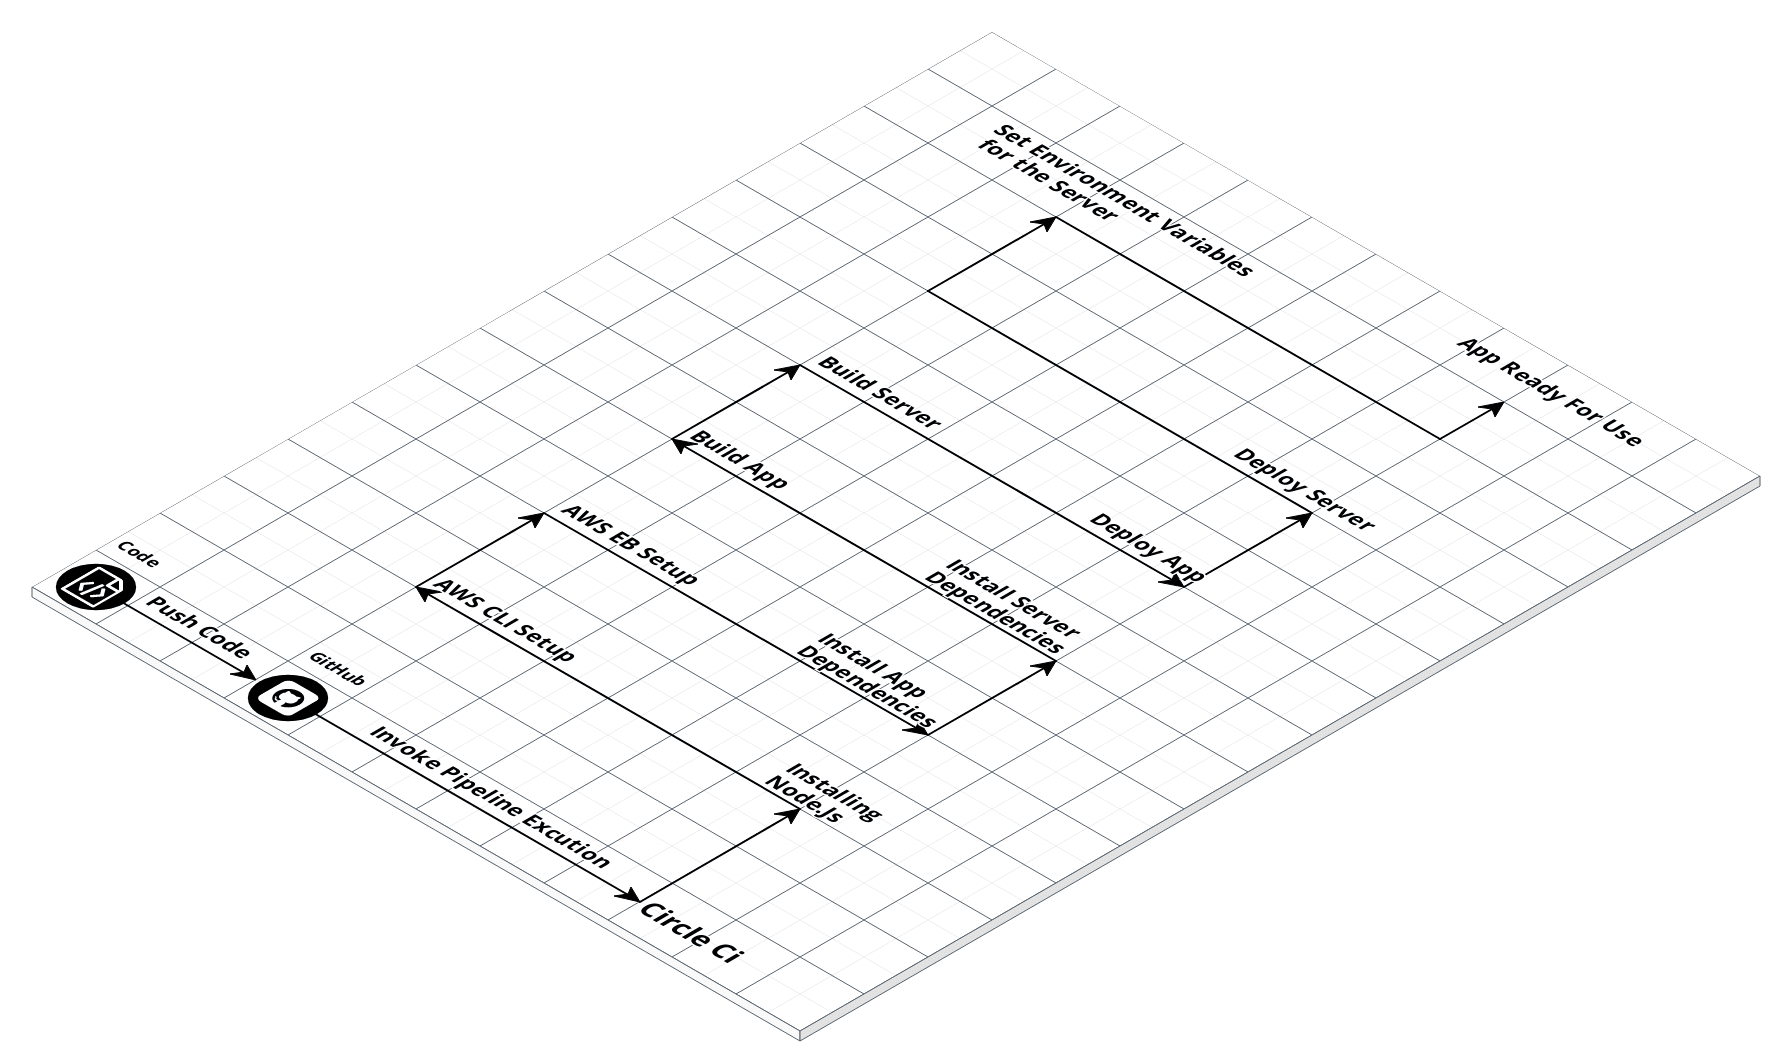 Code
Push Code
GitHub
Invoke Pipeline Excution
Circle Ci
Installing
Node.Js
AWS CLI Setup
AWS EB Setup
Install App
Dependencies
Install Server
Dependencies
Build App
Build Server
Deploy App
Deploy Server
Set Environment Variables
for the Server
App Ready For Use